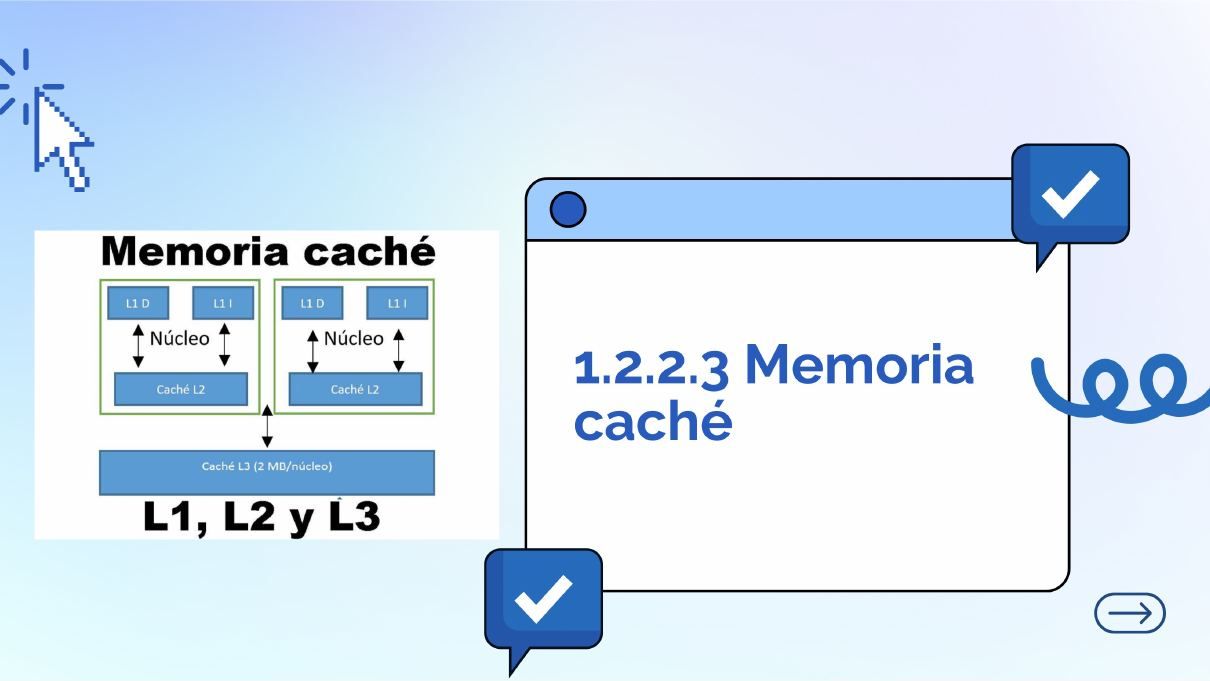 Memoria caché
L1 D
L1 I
L1 D
L1 I
Núcleo
Núcleo
Caché L2
Caché L2
Caché L3 (2 MB/núcleo)
L1, L2 y L3
1.2.2.3 Memoria
caché